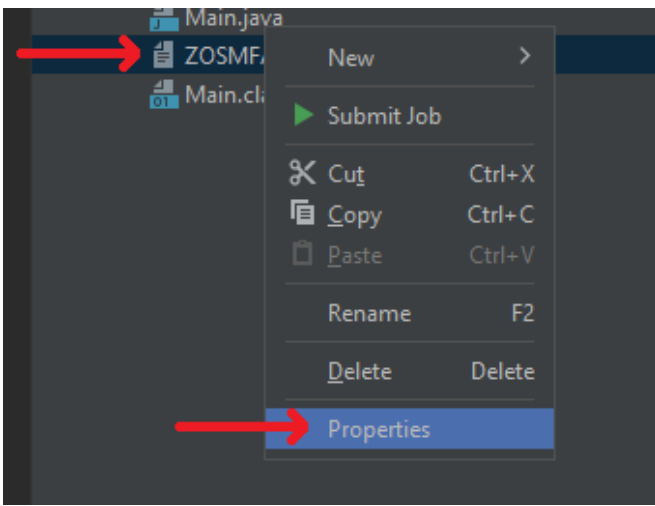 Main.java
ZOSMF
New
Main.cl
Submit Job
Cut Ctrl+X
Copy Ctrl+C
Paste Ctrl+V
Rename F2
Delete Delete
Properties